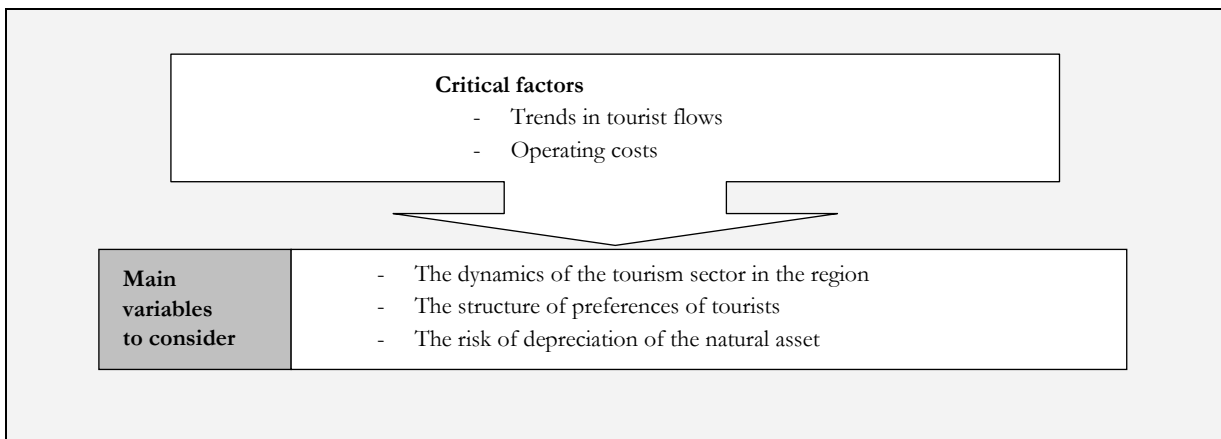 Critical factors
- Trends in tourist flows
- Operating costs
Main
variables
to consider
- The dynamics of the tourism sector in the region
- The structure of preferences of tourists
- The risk of depreciation of the natural asset